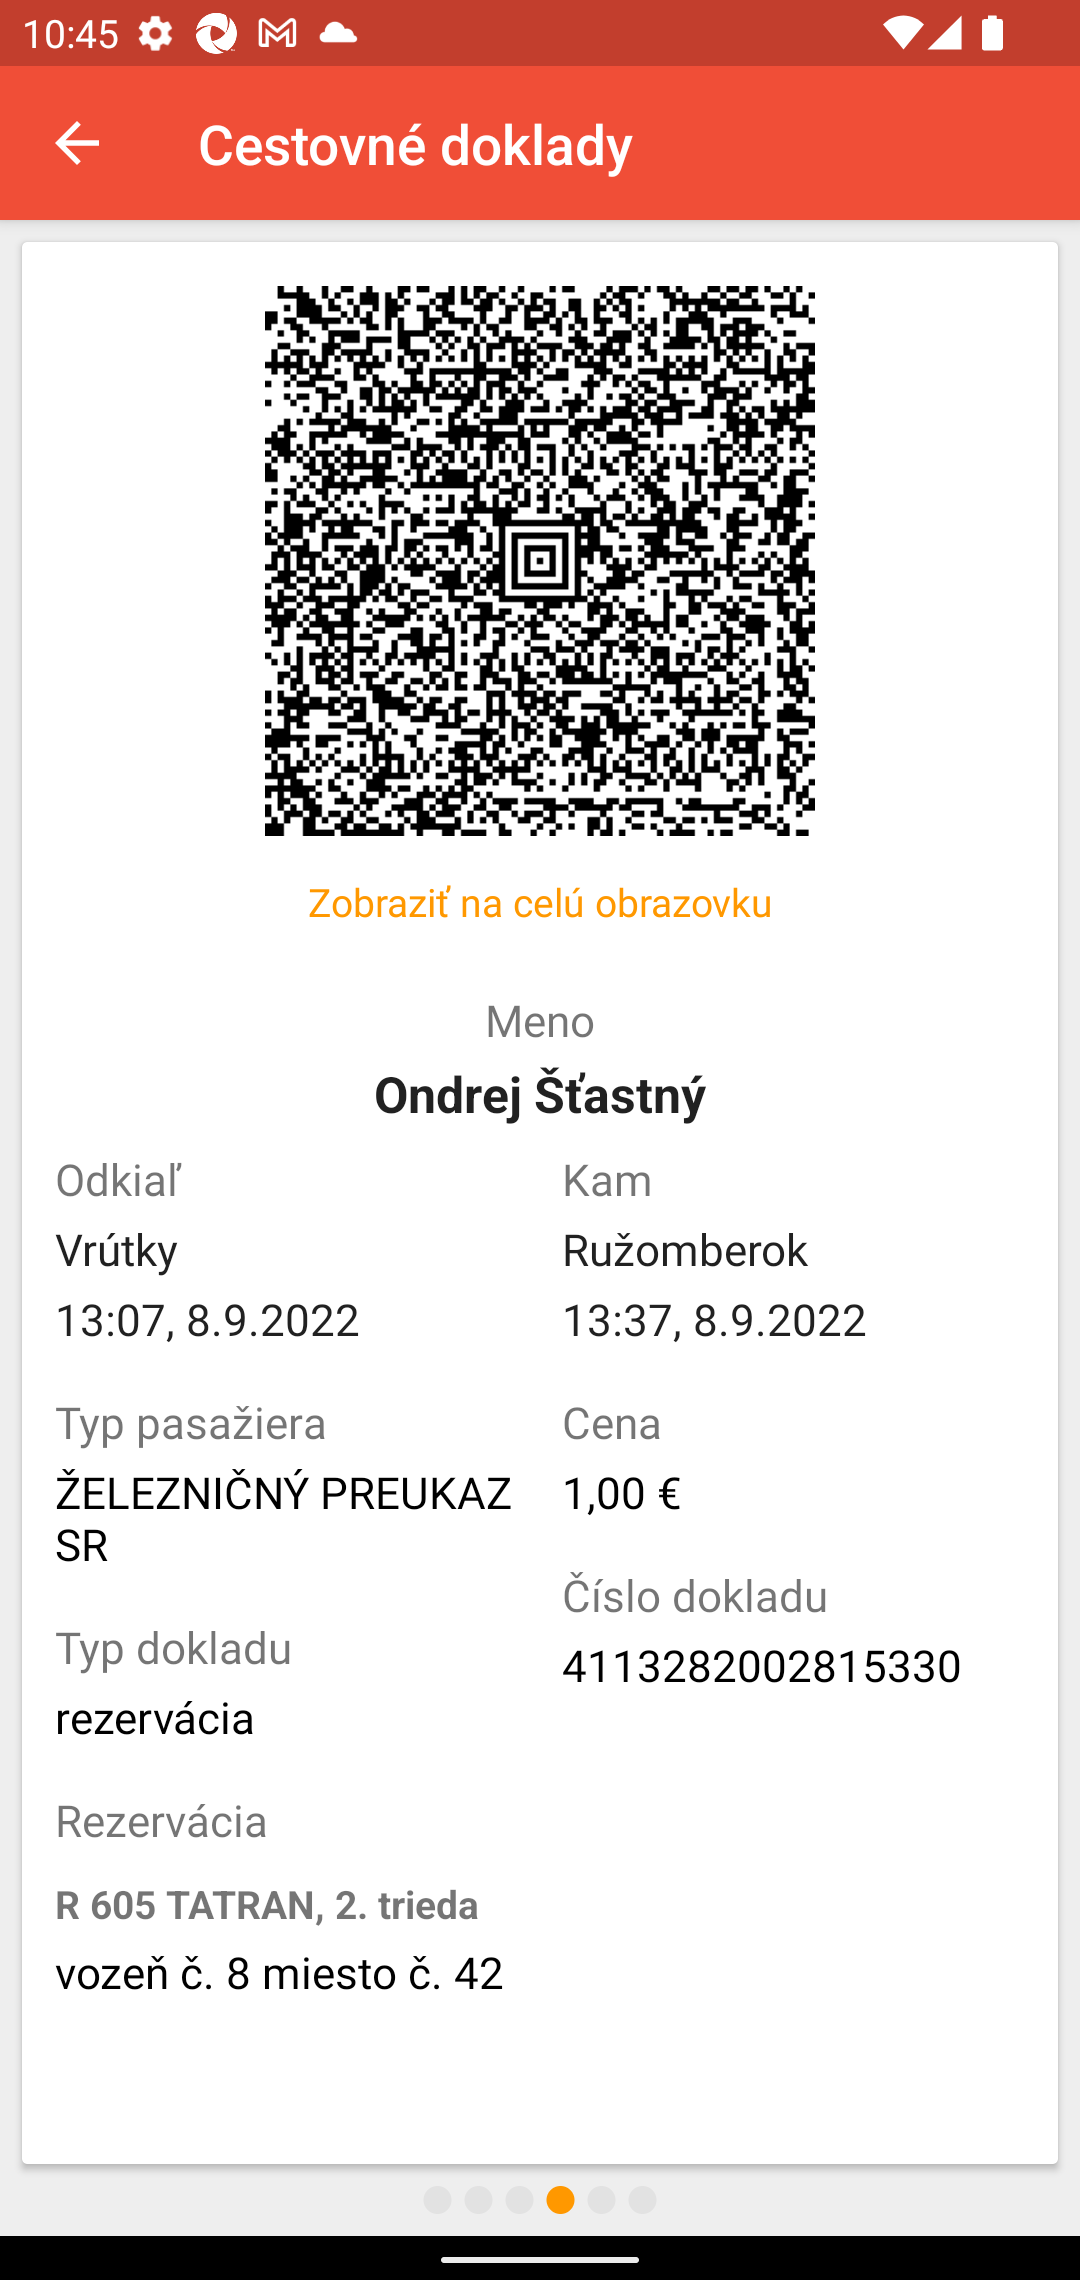 10:45
Cestovné doklady
Zobraziť na celú obrazovku
Meno
Ondrej Šťastný
Odkiaľ
Kam
Vrútky
Ružomberok
13:07, 8.9.2022
13:37, 8.9.2022
Typ pasažiera
Cena
ŽELEZNIČNÝ PREUKAZ
SR
1,00 €
Číslo dokladu
4113282002815330
Typ dokladu
rezervácia
Rezervácia
R 605 TATRAN, 2. trieda
vozeň č. 8 miesto č. 42